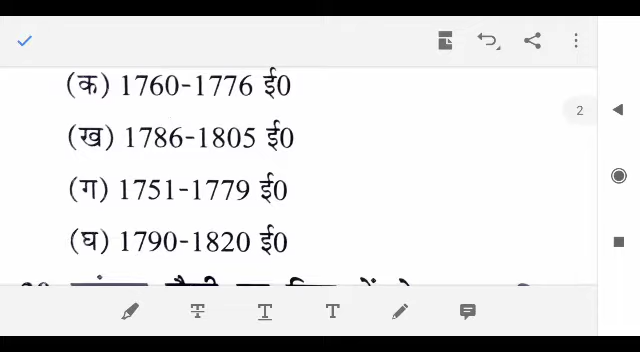 (क) 1760-1776 ई0
2
(ख) 1786-1805 ई0
(ग) 1751-1779 ई0
(घ) 1790-1820 ई0